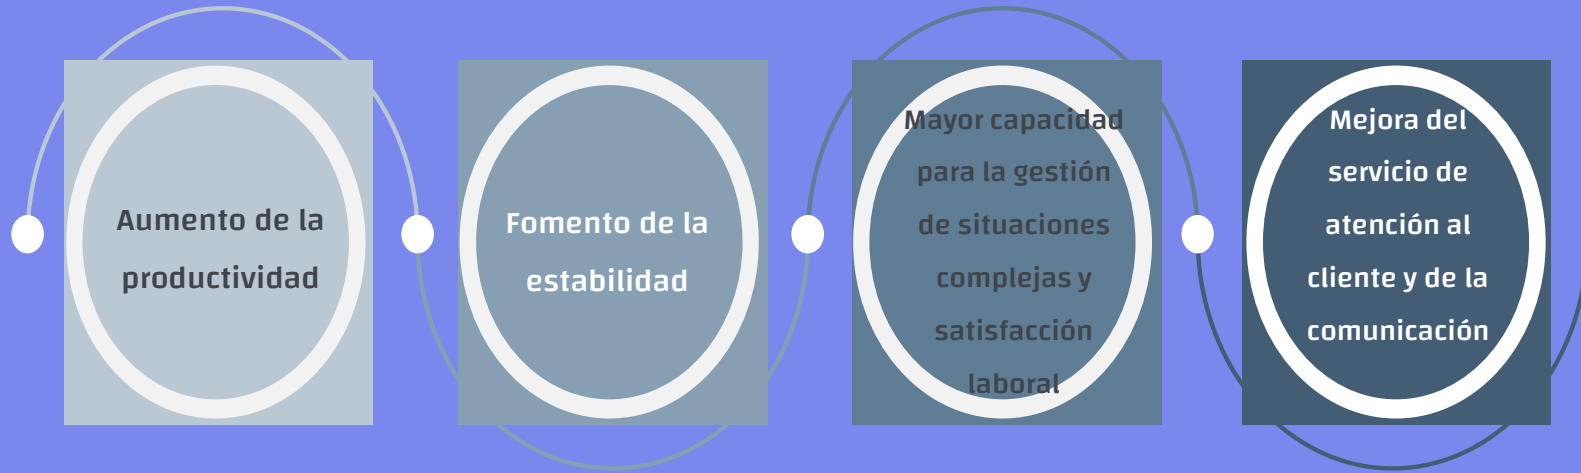 Aumento de la
productividad
Fomento de la
estabilidad
Mayor capacidad
para la gestión
de situaciones
complejas y
satisfacción
laboral
Mejora del
servicio de
atención al
cliente y de la
comunicación